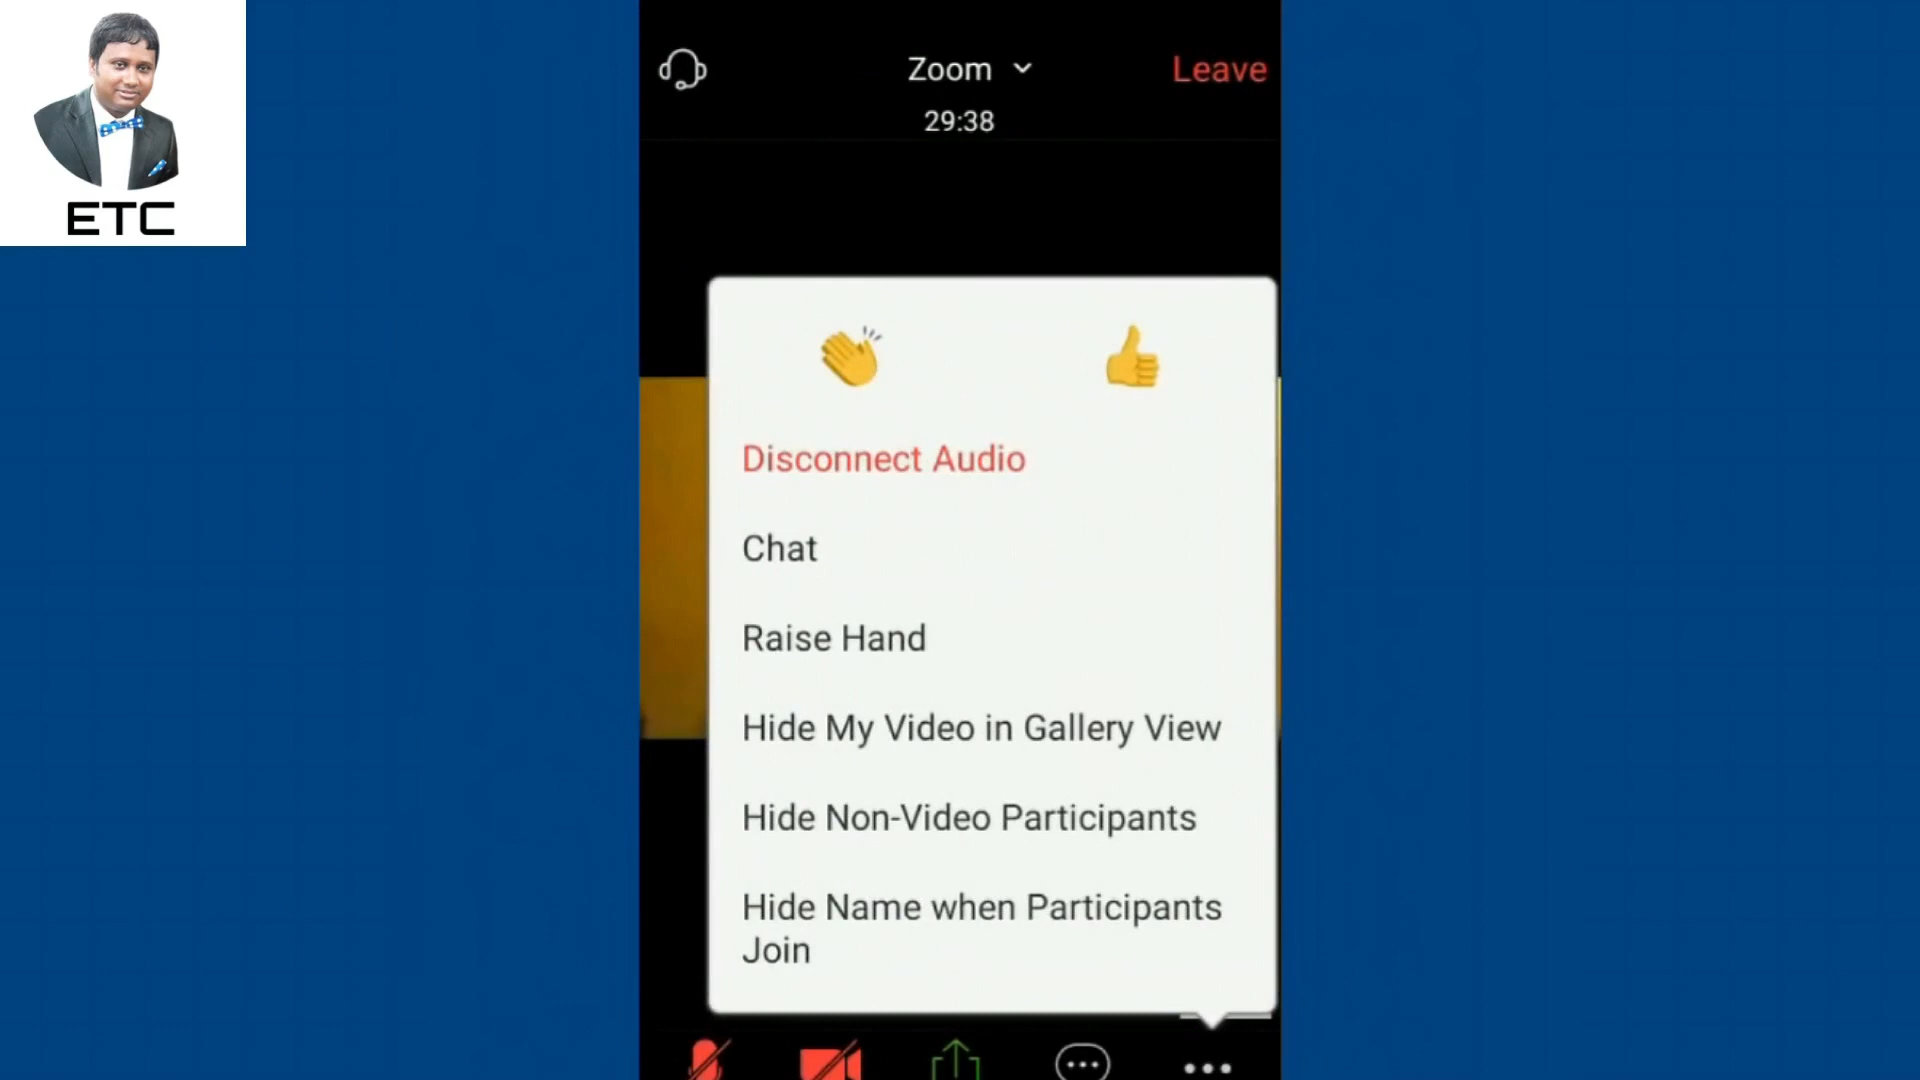 ETC
Zoom
Leave
29:38
Disconnect Audio
Chat
Raise Hand
Hide My Video in Gallery View
Hide Non-Video Participants
Hide Name when Participants
Join